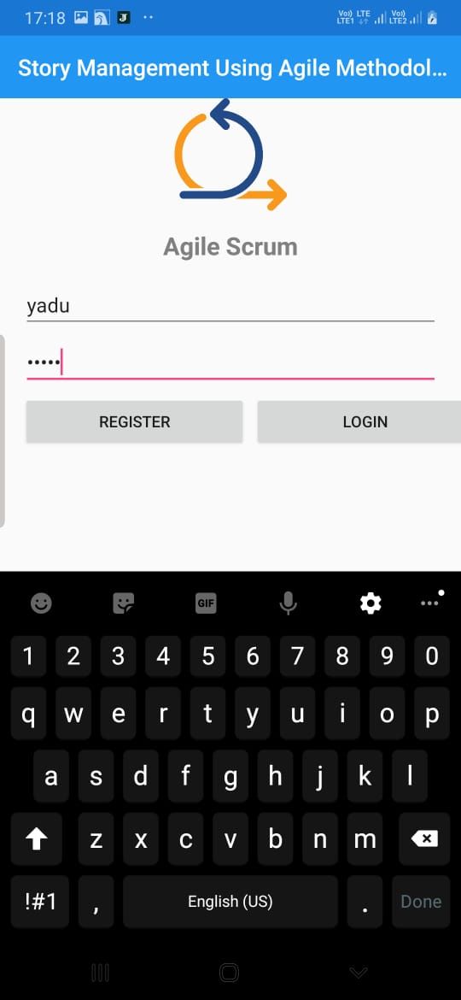 17:18 Vo) LTE LTE1 Vo) LTE2
Story Management Using Agile Methodol...
Agile Scrum
yadu
•••••
REGISTER LOGIN
GIF
1 2 3 4 5 6 7 8 9 0
q w e r t y u i o p
a s d f g h j k l
z x c v b n m
!#1 , English (US) . Done